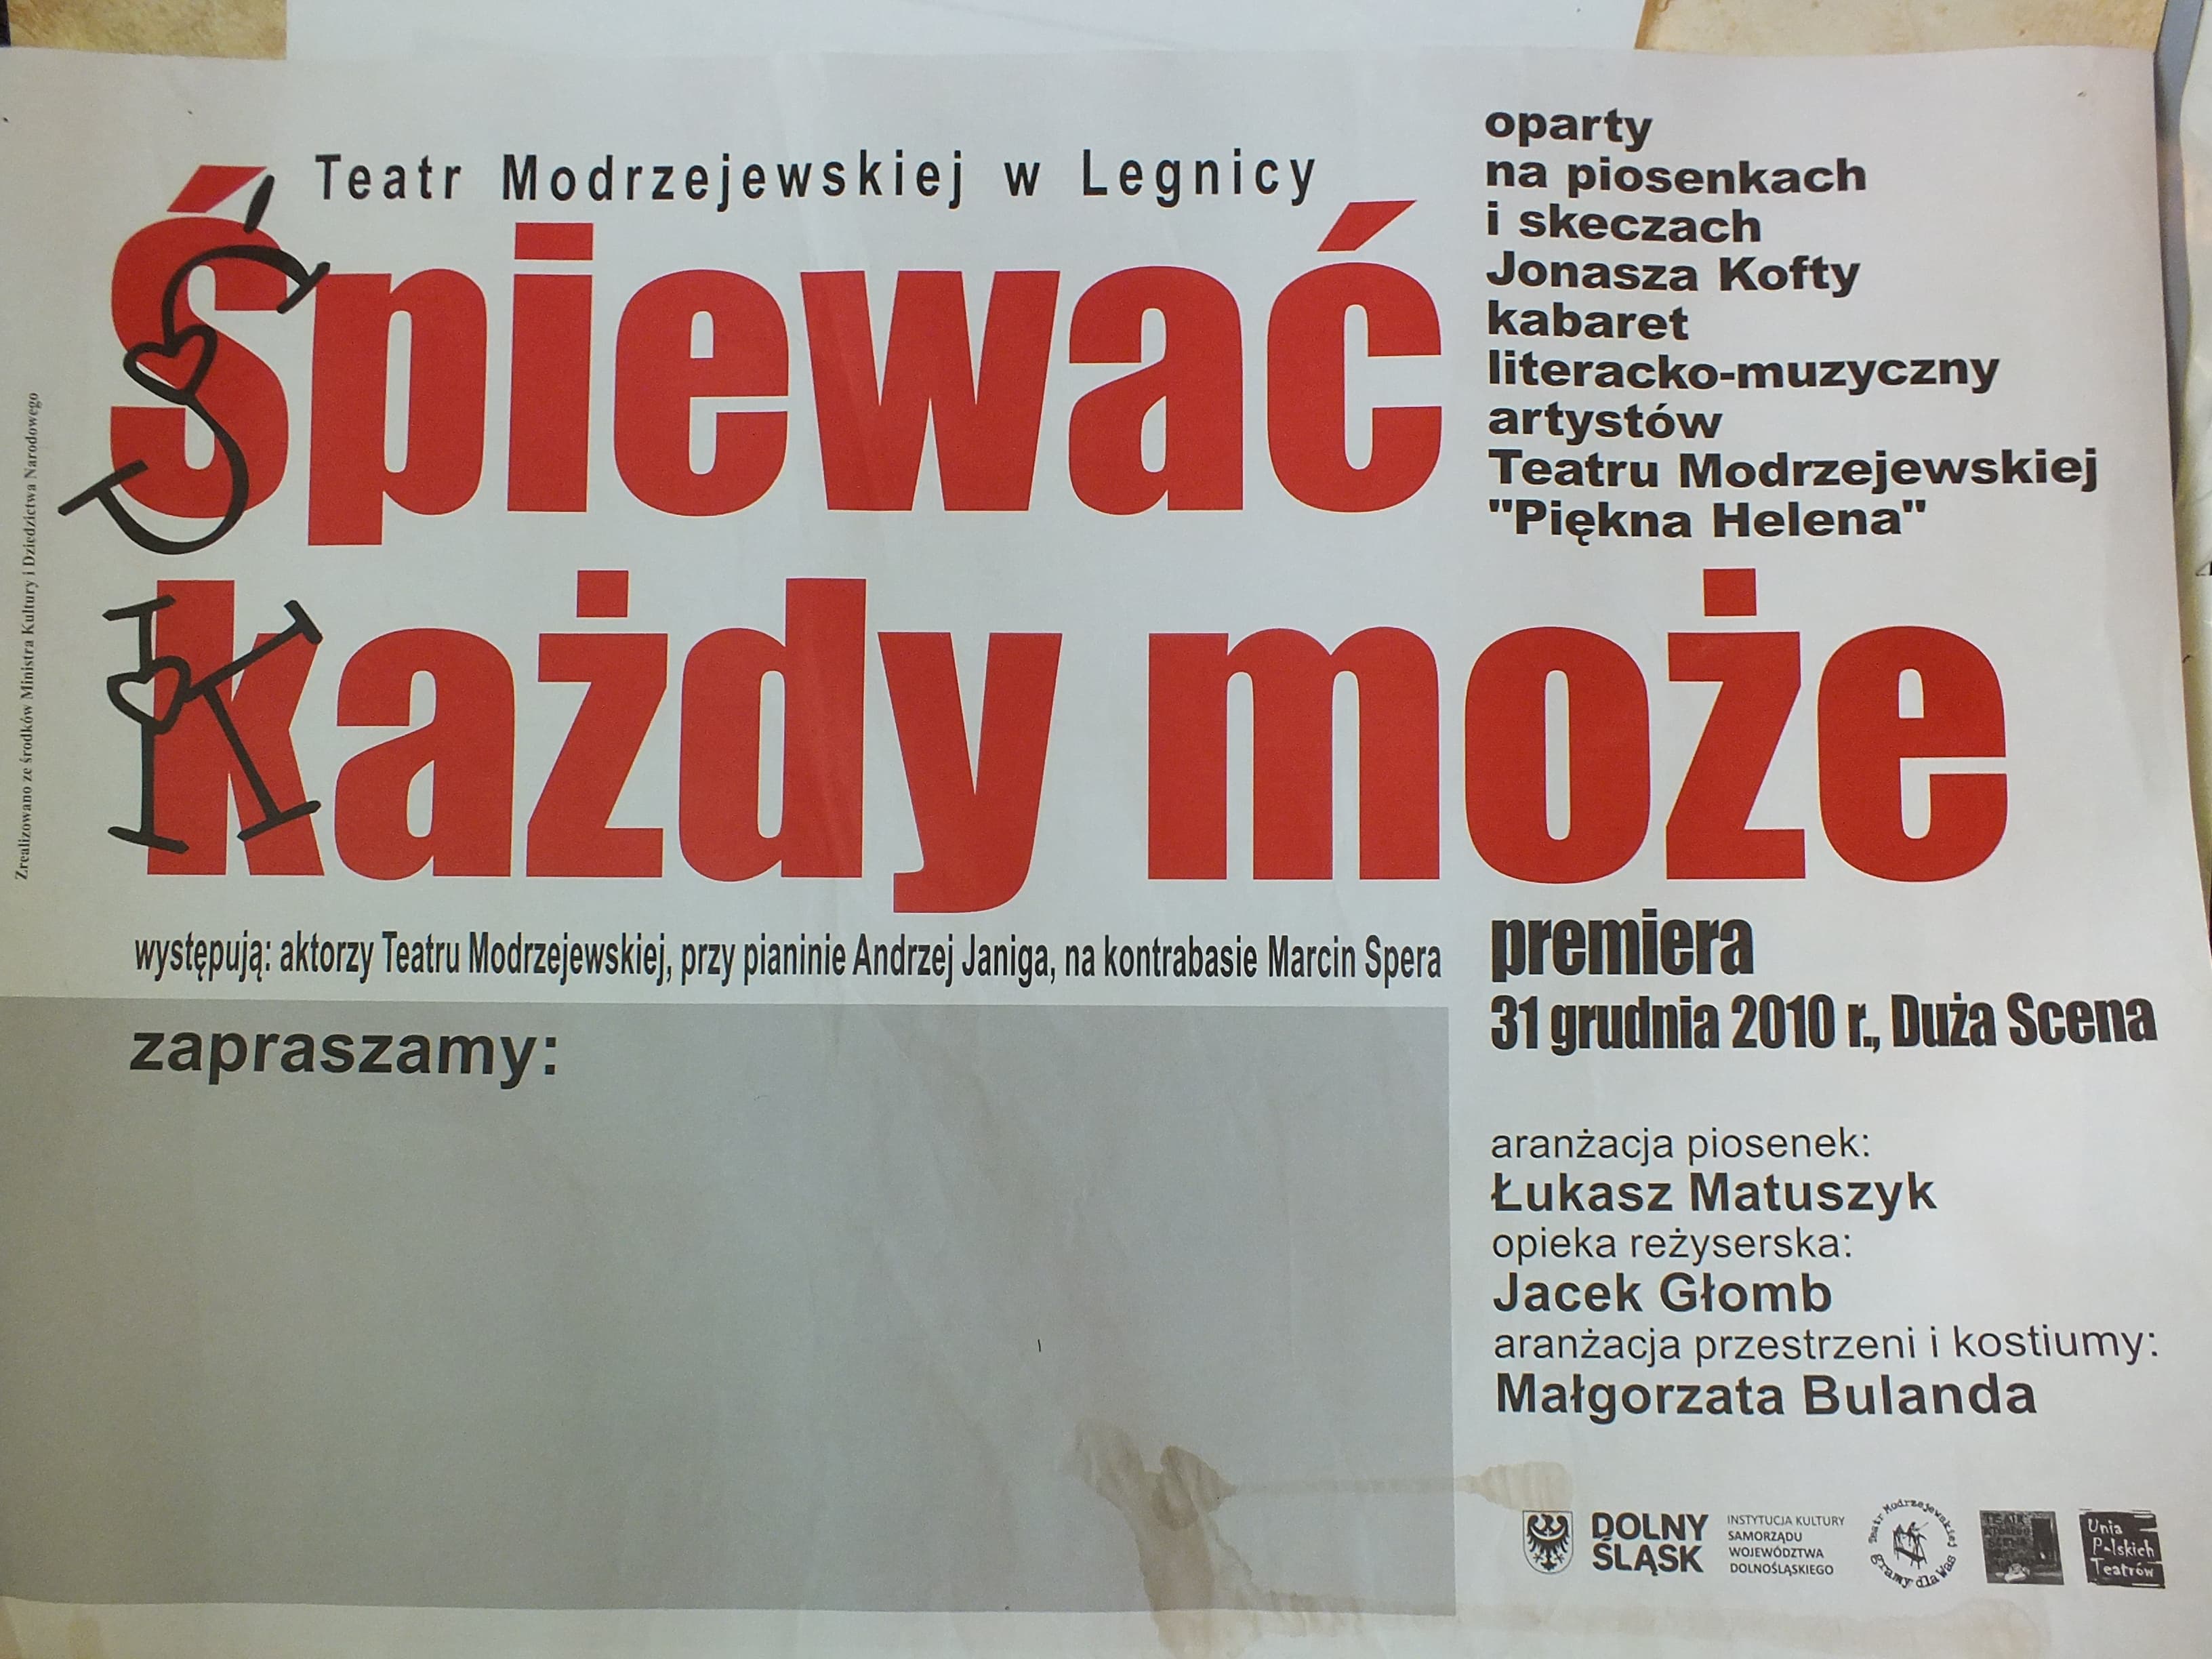 Teatr Modrzejewskiej w Legnicy
Śpiewać
każdy może
oparty
na piosenkach
i skeczach
Jonasza Kofty
kabaret
literacko-muzyczny
artystów
Teatru Modrzejewskiej
"Piękna Helena"
występują: aktorzy Teatru Modrzejewskiej, przy pianinie Andrzej Janiga, na kontrabasie Marcin Spera
premiera
31 grudnia 2010 r., Duża Scena
zapraszamy:
aranżacja piosenek:
Łukasz Matuszyk
opieka reżyserska:
Jacek Głomb
aranżacja przestrzeni i kostiumy:
Małgorzata Bulanda
Zrealizowano ze środków Ministra Kultury i Dziedzictwa Narodowego
DOLNY
ŚLĄSK
INSTYTUCJA KULTURY
SAMORZĄDU
WOJEWÓDZTWA
DOLNOŚLĄSKIEGO
Teatr Modrzejewskiej
gramy dla Was
TEATR
Unia
Polskich
Teatrów